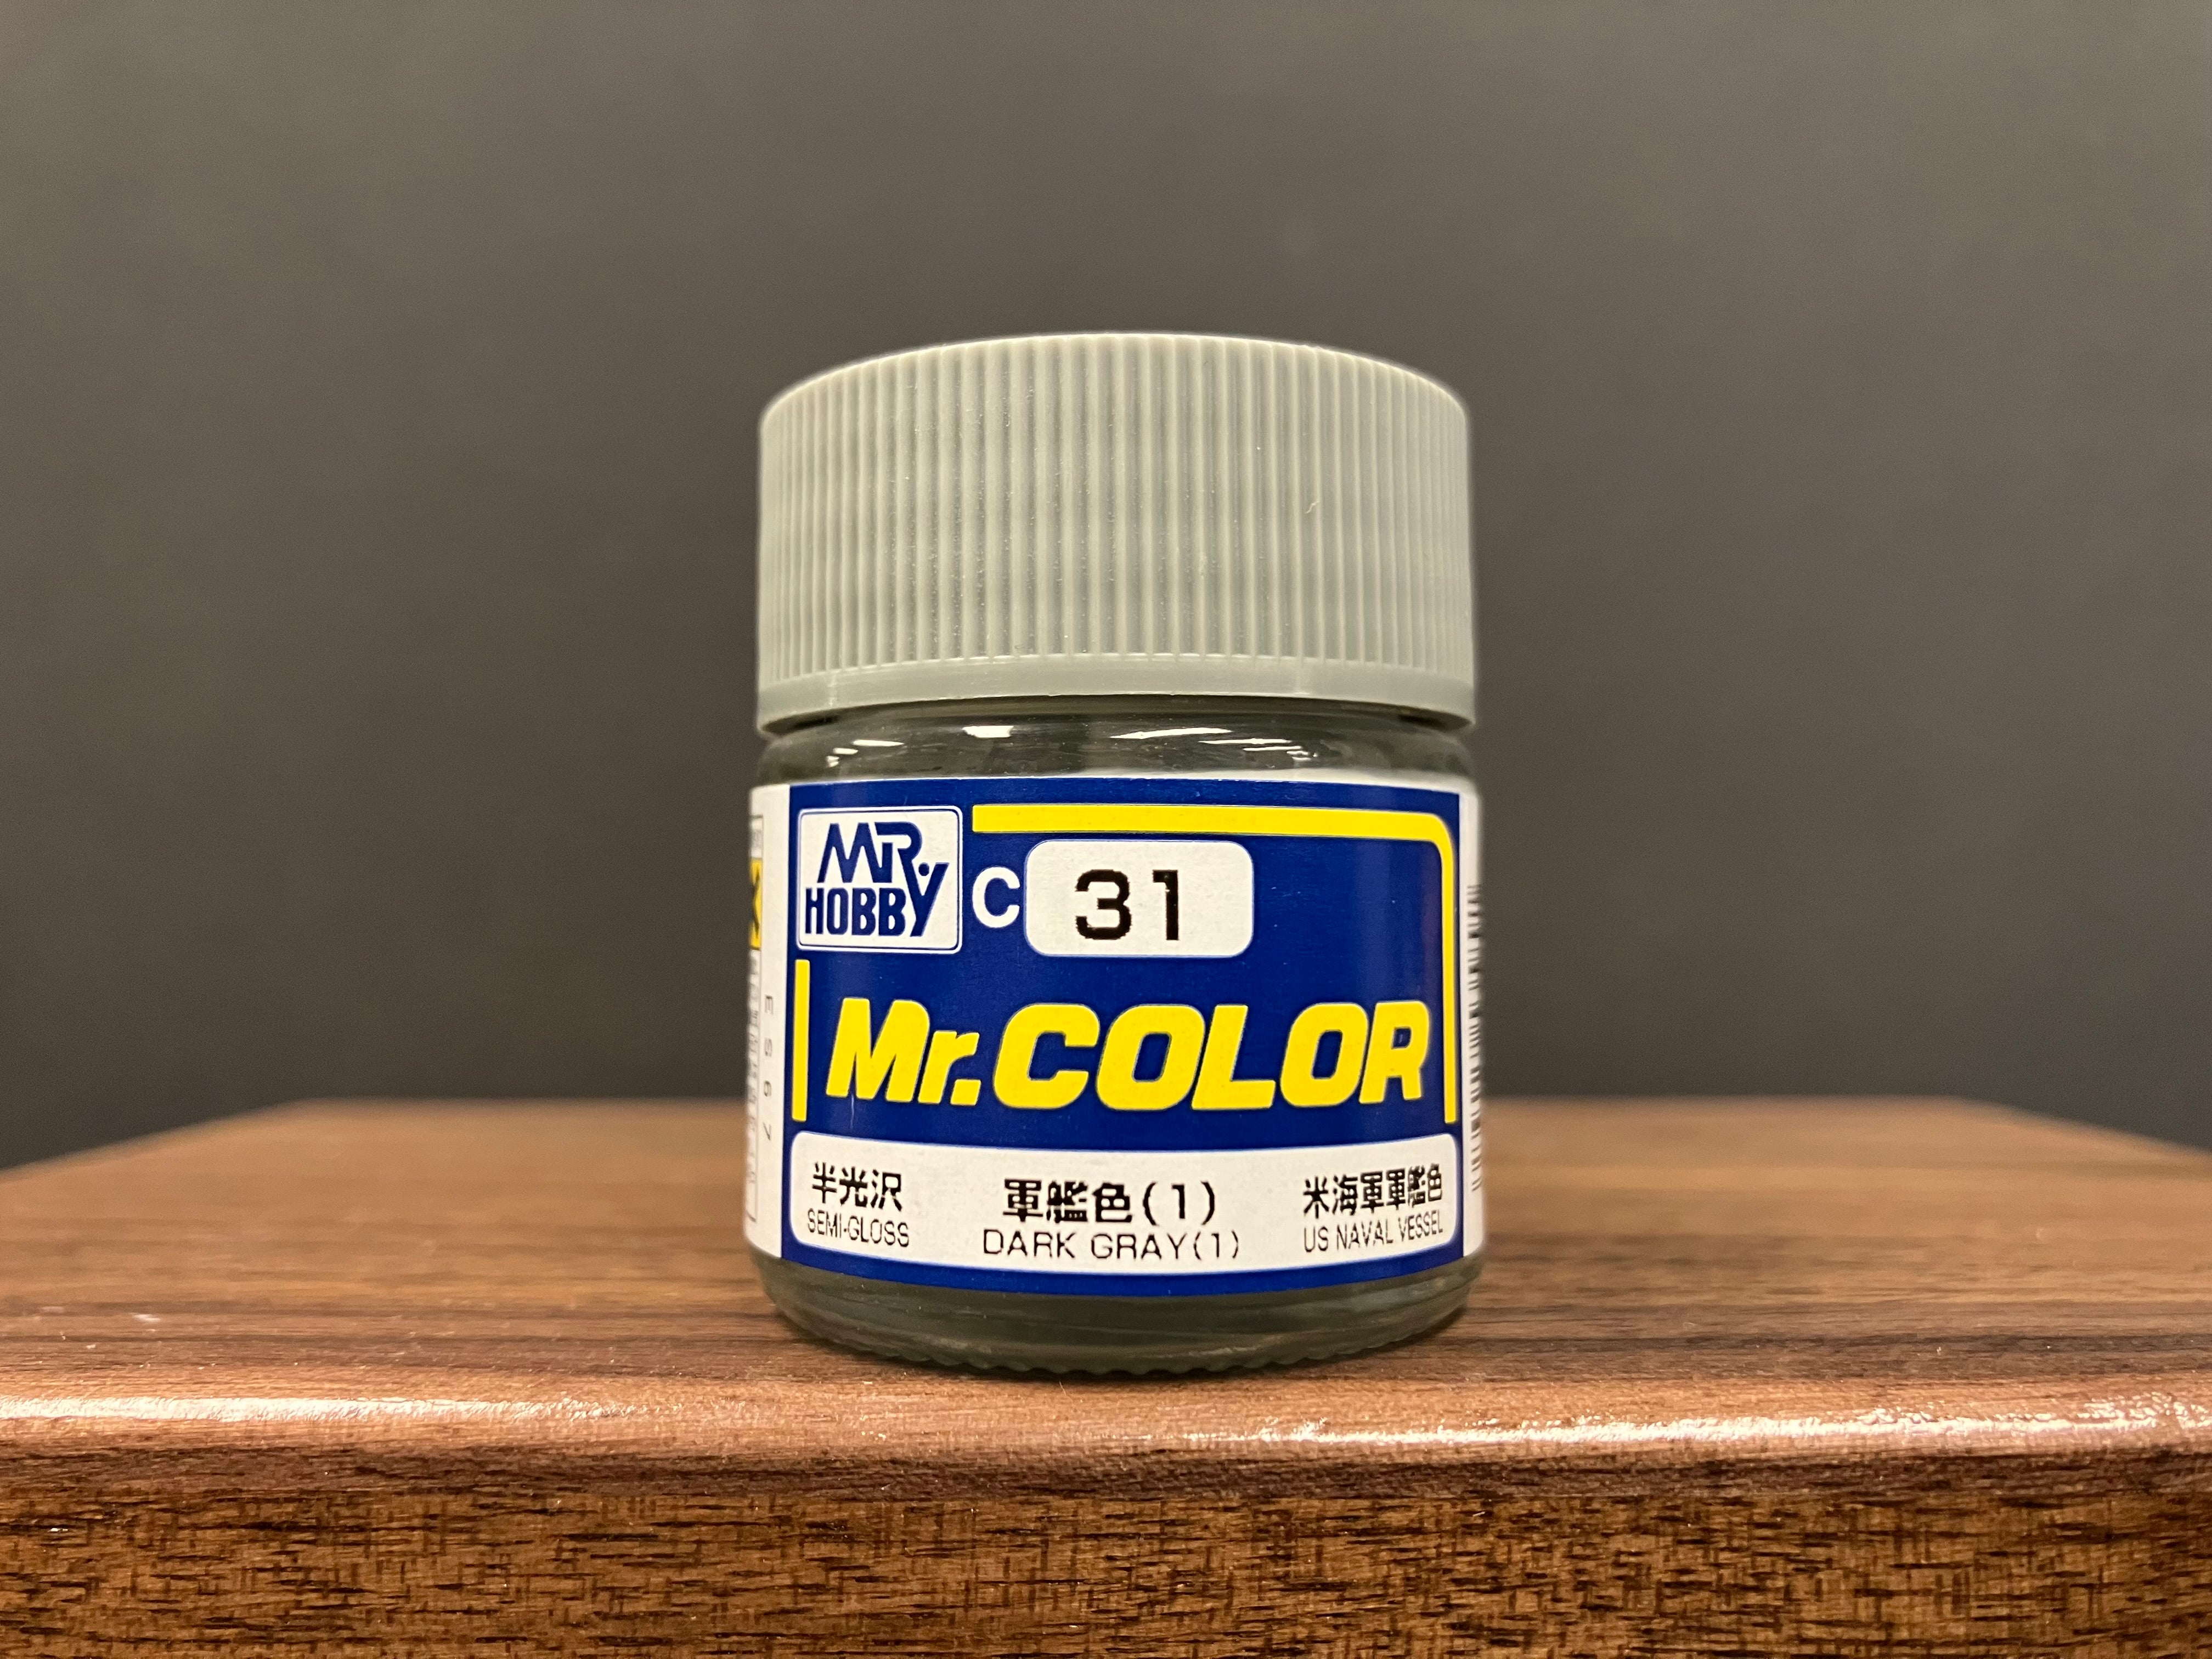 MR.
HOBBY
C 31
Mr.COLOR
半光沢
SEMI-GLOSS
軍艦色(1)
DARK GRAY(1)
米海軍軍艦色
US NAVAL VESSEL
ES67